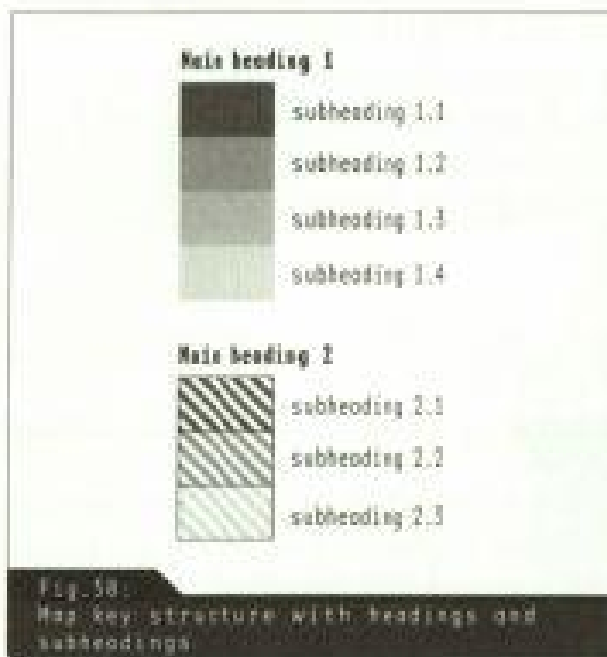 Main heading 1
subheading 1.1
subheading 1.2
subheading 1.3
subheading 1.4
Main heading 2
subheading 2.1
subheading 2.2
subheading 2.3
Fig.38:
Map key structure with headings and
subheadings